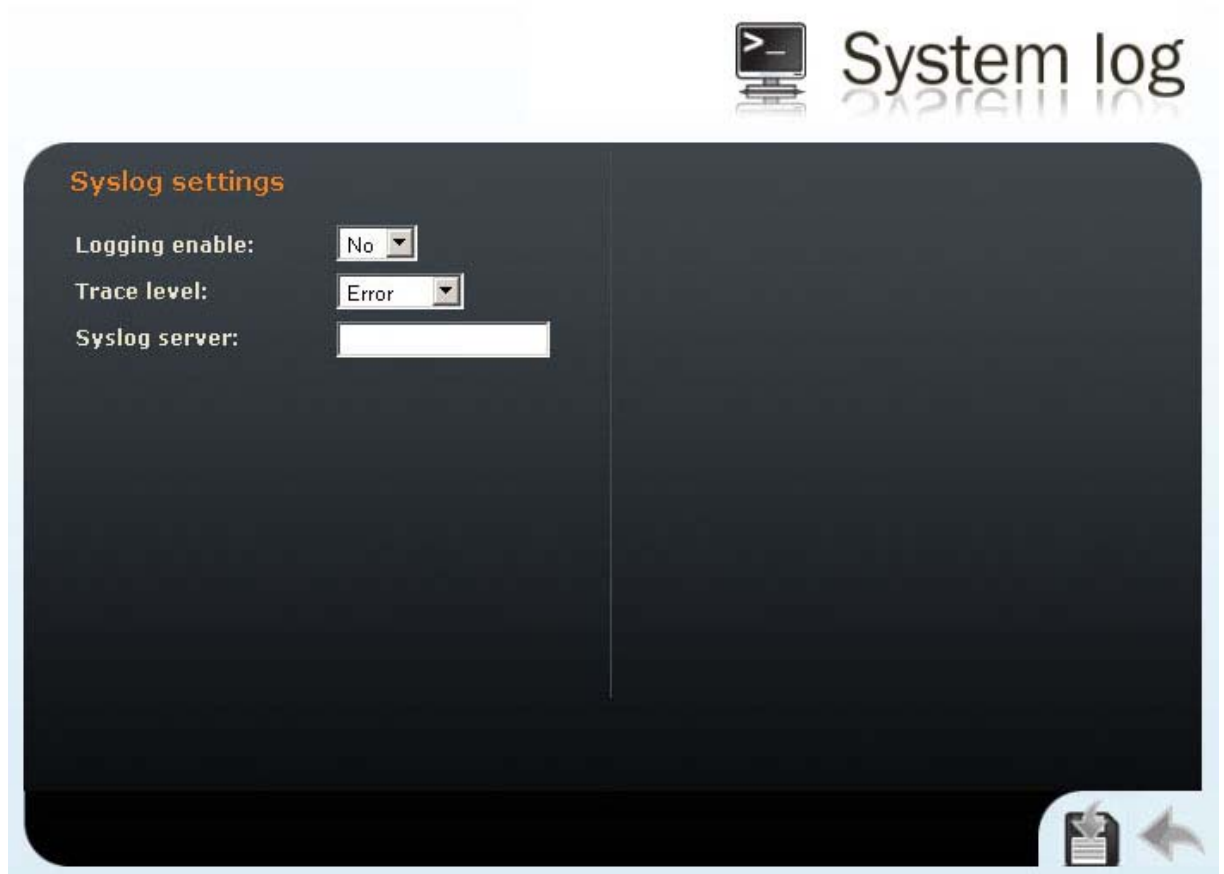 >_ System log
Syslog settings
Logging enable: No
Trace level: Error
Syslog server: